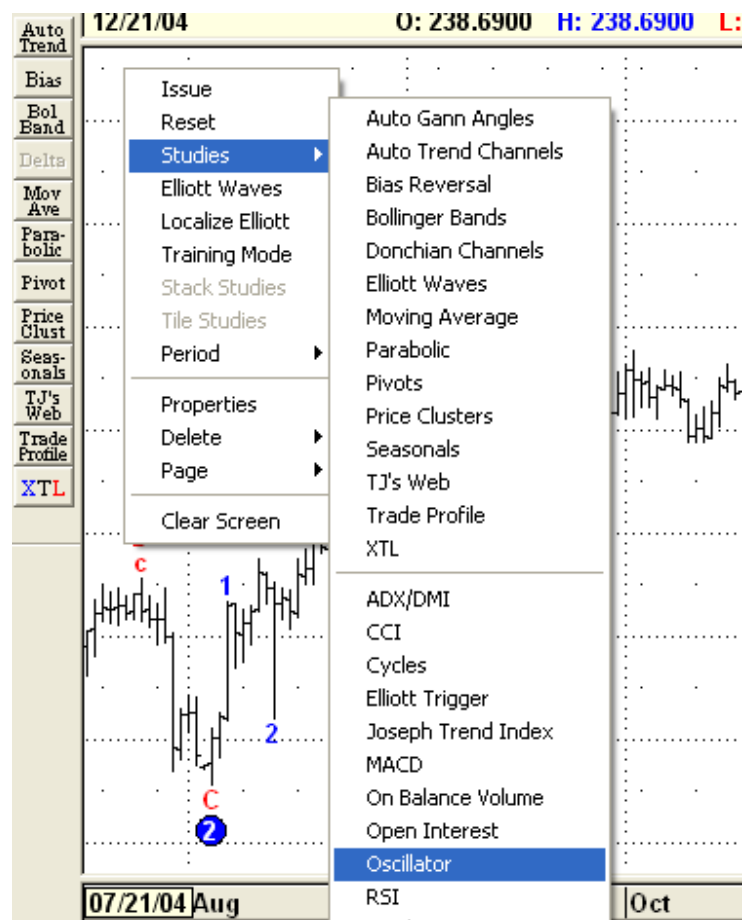 12/21/04 O: 238.6900 H: 238.6900 L:
Auto
Trend
Bias
Bol
Band
Delta
Mov
Ave
Para-
bolic
Pivot
Price
Clust
Seas-
onals
TJ's
Web
Trade
Profile
XTL
Issue
Reset
Studies
Elliott Waves
Localize Elliott
Training Mode
Stack Studies
Tile Studies
Period
Properties
Delete
Page
Clear Screen
Auto Gann Angles
Auto Trend Channels
Bias Reversal
Bollinger Bands
Donchian Channels
Elliott Waves
Moving Average
Parabolic
Pivots
Price Clusters
Seasonals
TJ's Web
Trade Profile
XTL
ADX/DMI
CCI
Cycles
Elliott Trigger
Joseph Trend Index
MACD
On Balance Volume
Open Interest
Oscillator
RSI
c
1
2
C
2
07/21/04 Aug Oct